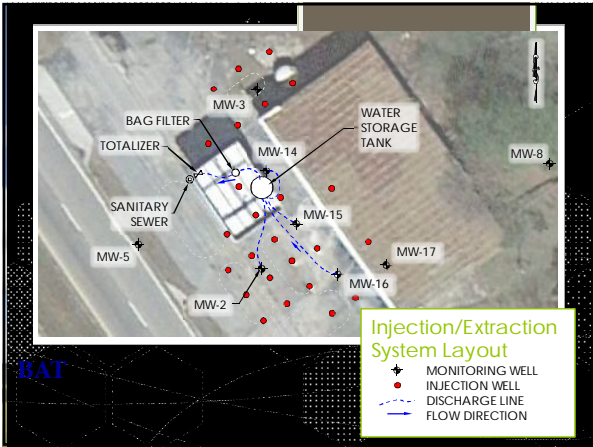 MW-3
BAG FILTER
WATER
STORAGE
TANK
TOTALIZER
MW-14
MW-8
SANITARY
SEWER
MW-15
MW-5
MW-17
MW-16
MW-2
Injection/Extraction
System Layout
MONITORING WELL
INJECTION WELL
DISCHARGE LINE
FLOW DIRECTION
BAT